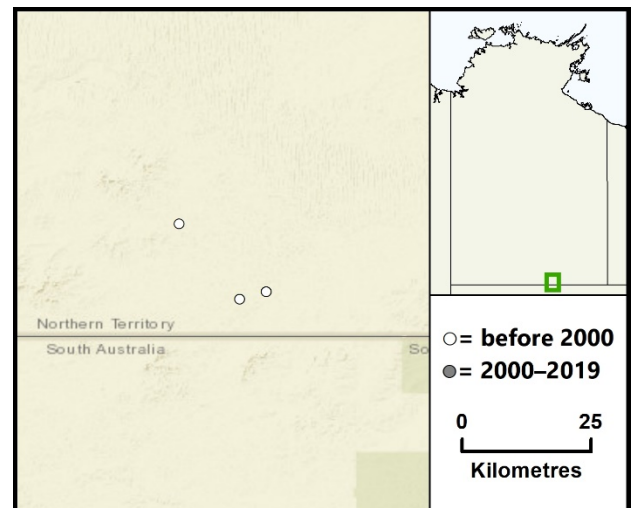 Northern Territory
South Australia
So
= before 2000
= 2000–2019
0 25
Kilometres